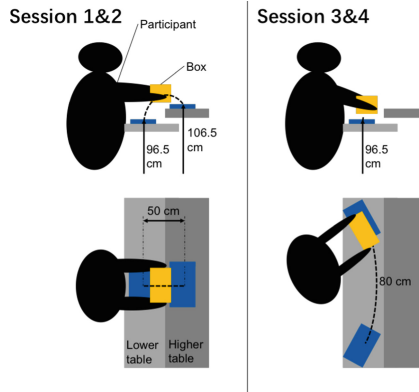 Session 1&2
Session 3&4
Participant
Box
96.5
cm
106.5
cm
96.5
cm
50 cm
80 cm
Lower
table
Higher
table